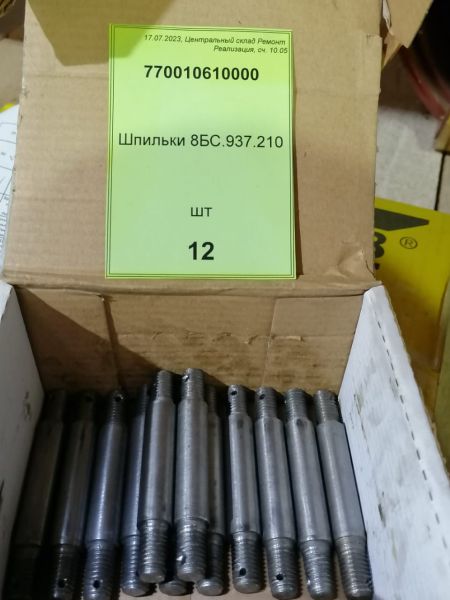 17.07.2023, Центральный склад Ремонт
Реализация, сч. 10.05
770010610000
Шпильки 8БС.937.210
шт
12
®